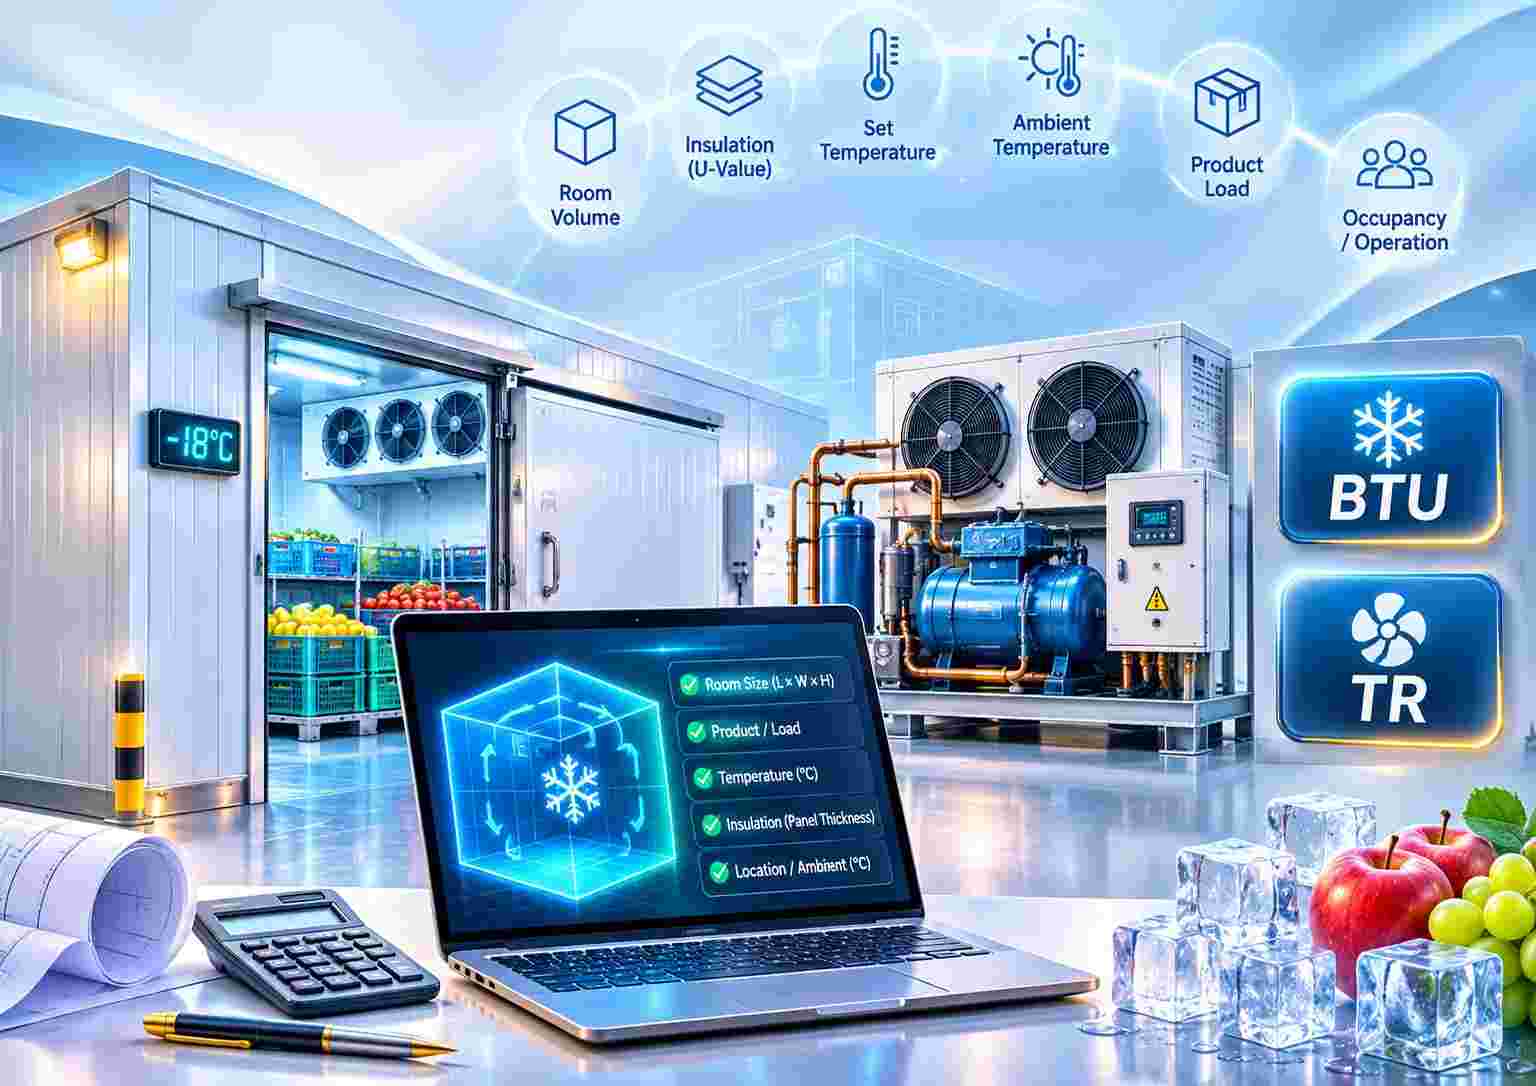 Room
Volume
Insulation
(U-Value)
Set
Temperature
Ambient
Temperature
Product
Load
Occupancy
/ Operation
-18°C
BTU
TR
Room Size (L × W × H)
Product / Load
Temperature (°C)
Insulation (Panel Thickness)
Location / Ambient (°C)